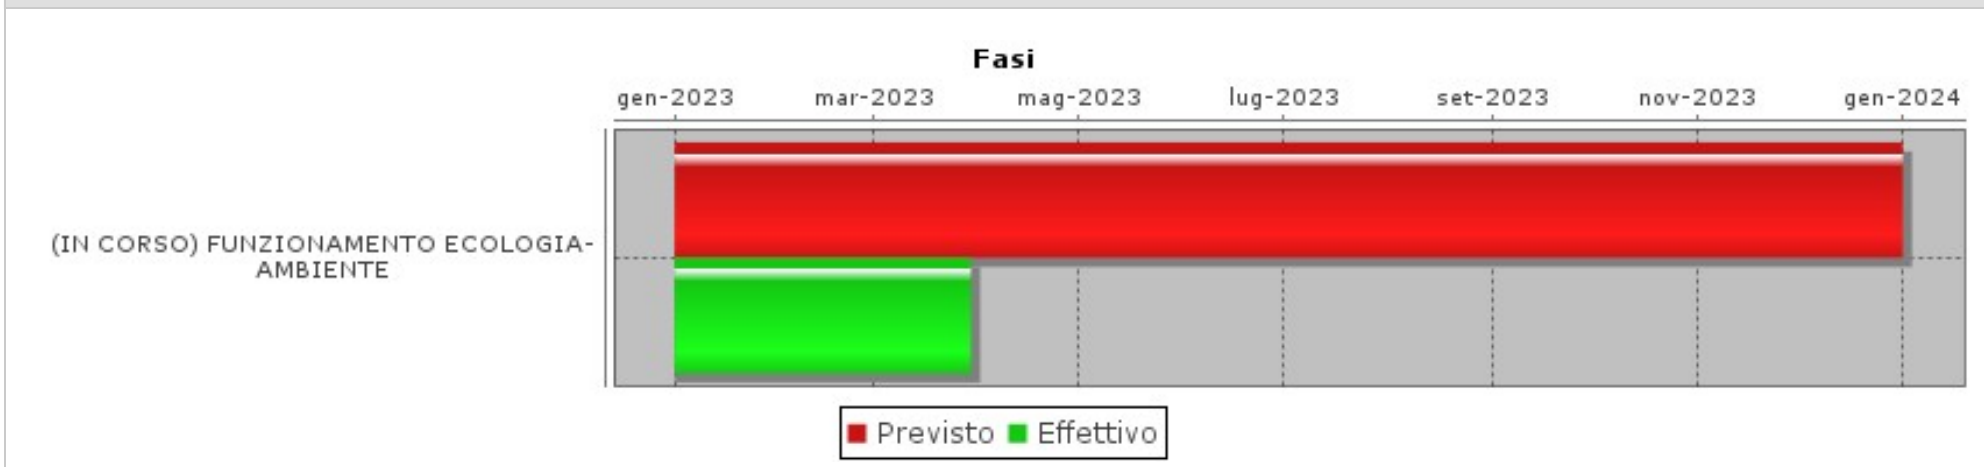 Fasi
gen-2023 mar-2023 mag-2023 lug-2023 set-2023 nov-2023 gen-2024
(IN CORSO) FUNZIONAMENTO ECOLOGIA-
AMBIENTE
Previsto Effettivo